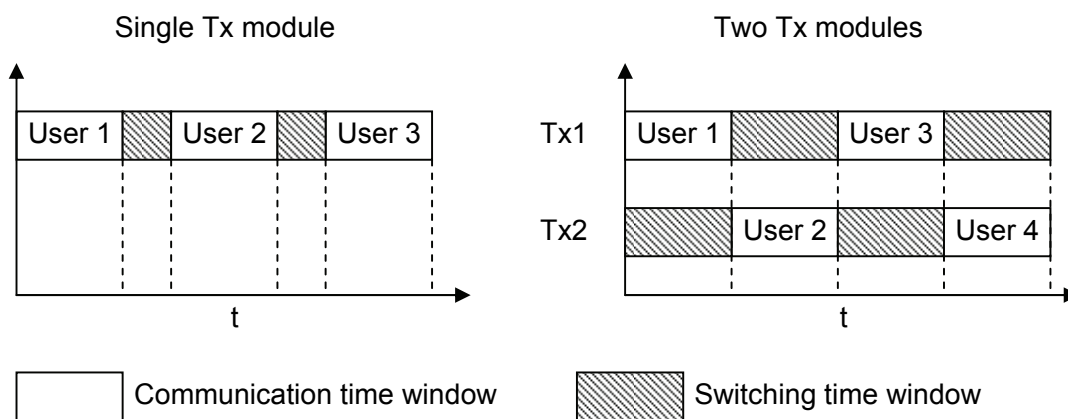 Single Tx module
User 1
User 2
User 3
t
Two Tx modules
Tx1
User 1
User 3
Tx2
User 2
User 4
t
Communication time window
Switching time window